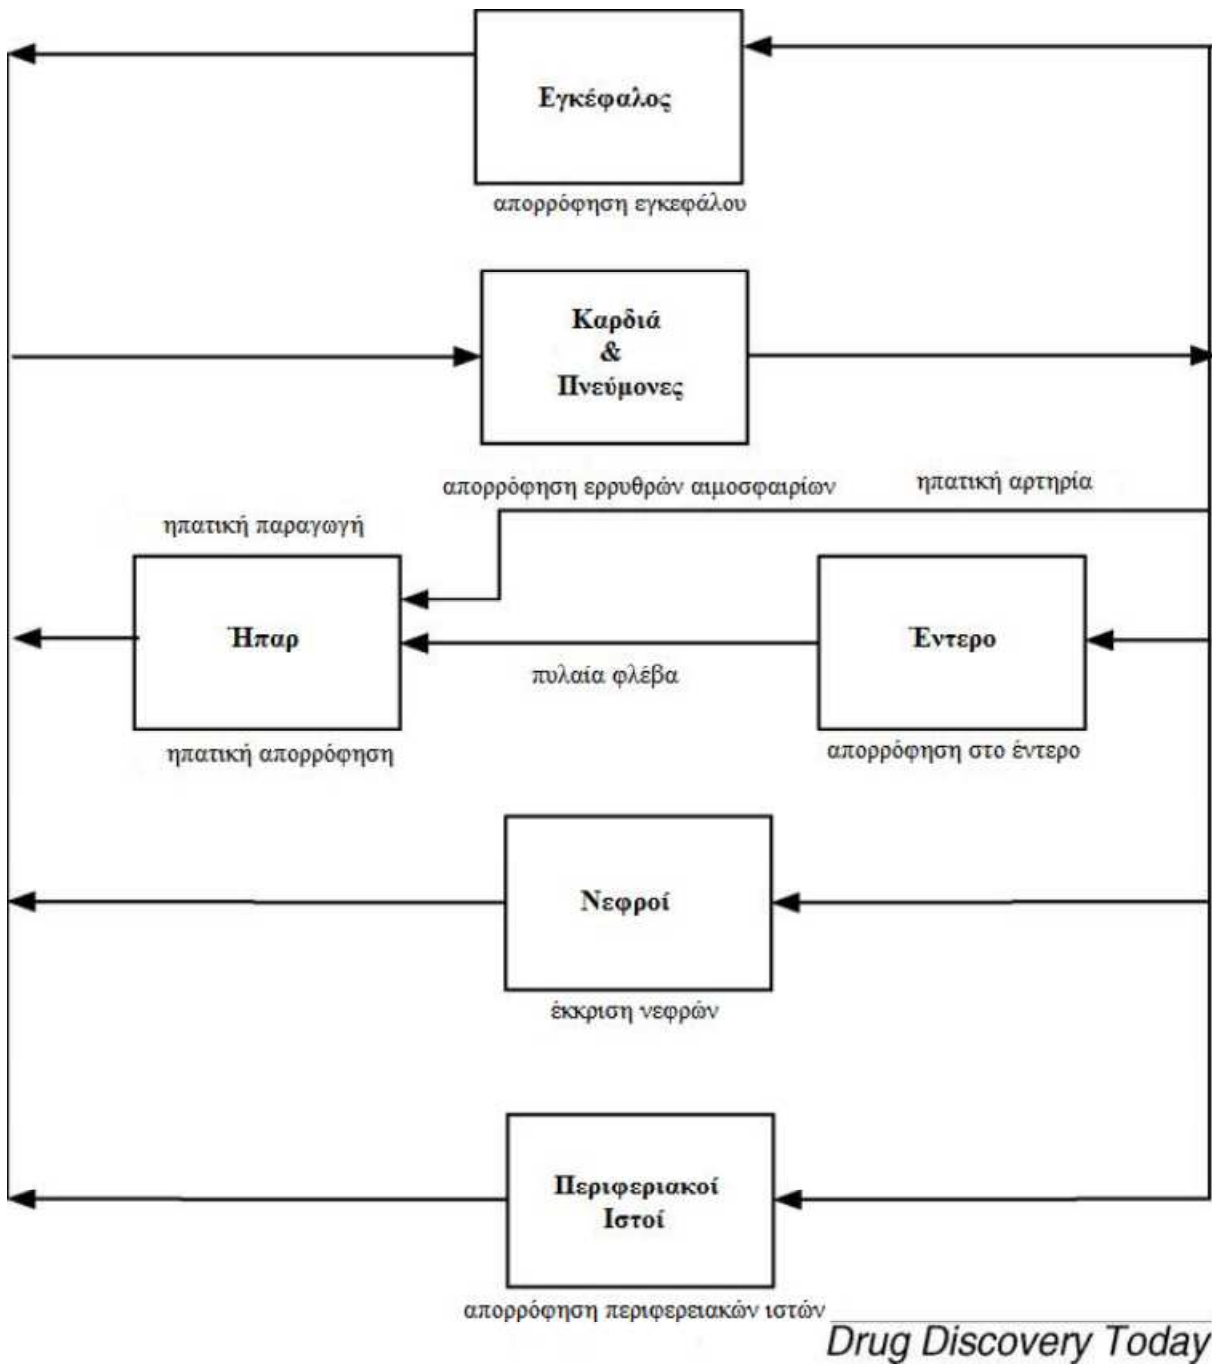 Εγκέφαλος
απορρόφηση εγκεφάλου
Καρδιά
&
Πνεύμονες
απορρόφηση ερρυθρών αιμοσφαιρίων
ηπατική αρτηρία
ηπατική παραγωγή
Ήπαρ
Έντερο
πυλαία φλέβα
ηπατική απορρόφηση
απορρόφηση στο έντερο
Νεφροί
έκκριση νεφρών
Περιφεριακοί
Ιστοί
απορρόφηση περιφερειακών ιστών
Drug Discovery Today